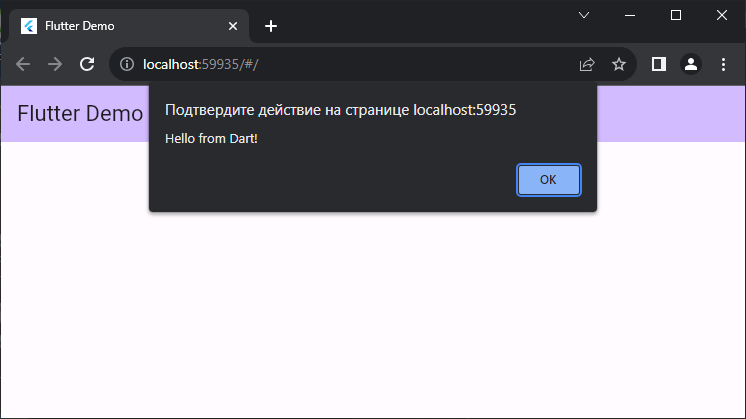 Flutter Demo
localhost:59935/#/
Flutter Demo
Подтвердите действие на странице localhost:59935
Hello from Dart!
OK